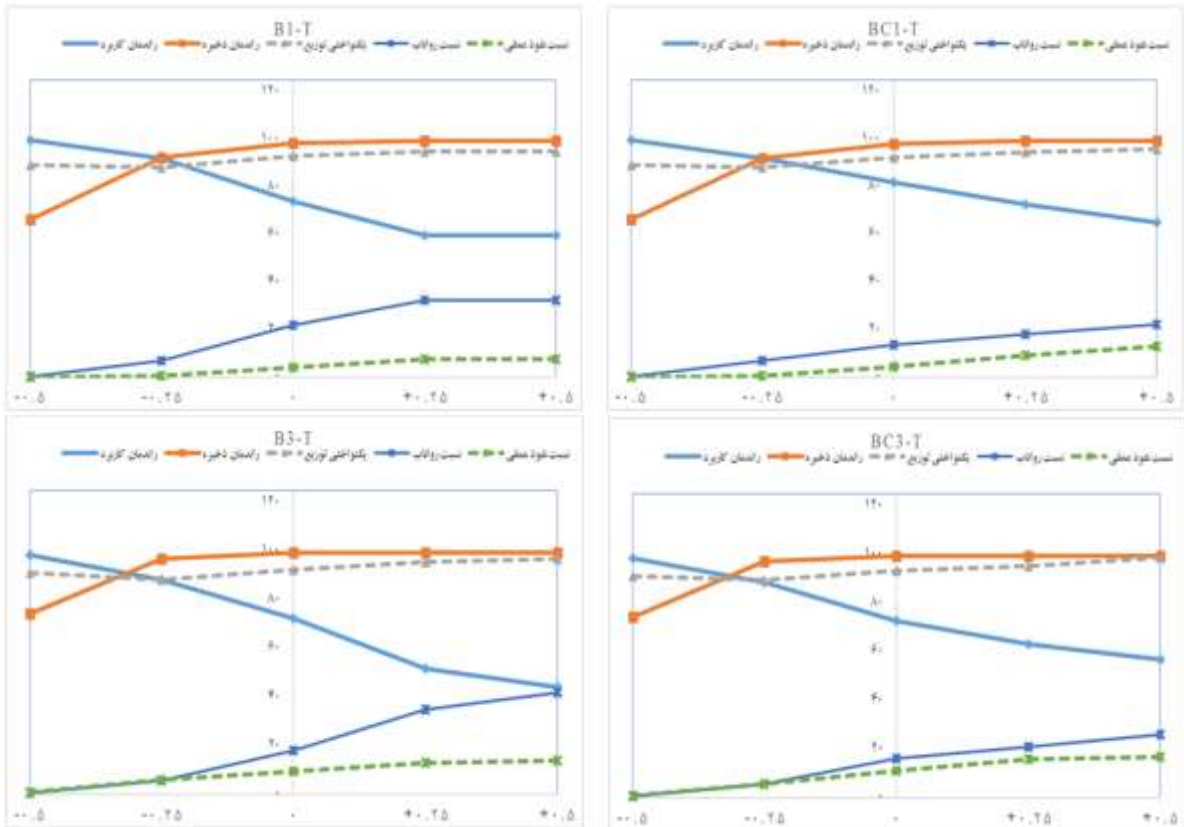 B1-T
راندمان کاربرد راندمان ذخیره یکنواختی توزیع نسبت رواناب نسبت نفوذ عمقی
۱۲۰
۱۰۰
۸۰
۶۰
۴۰
۲۰
۰
-۰.۵ -۰.۲۵ ۰ +۰.۲۵ +۰.۵
BC1-T
راندمان کاربرد راندمان ذخیره یکنواختی توزیع نسبت رواناب نسبت نفوذ عمقی
۱۲۰
۱۰۰
۸۰
۶۰
۴۰
۲۰
۰
-۰.۵ -۰.۲۵ ۰ +۰.۲۵ +۰.۵
B3-T
راندمان کاربرد راندمان ذخیره یکنواختی توزیع نسبت رواناب نسبت نفوذ عمقی
۱۲۰
۱۰۰
۸۰
۶۰
۴۰
۲۰
۰
-۰.۵ -۰.۲۵ ۰ +۰.۲۵ +۰.۵
BC3-T
راندمان کاربرد راندمان ذخیره یکنواختی توزیع نسبت رواناب نسبت نفوذ عمقی
۱۲۰
۱۰۰
۸۰
۶۰
۴۰
۲۰
۰
-۰.۵ -۰.۲۵ ۰ +۰.۲۵ +۰.۵